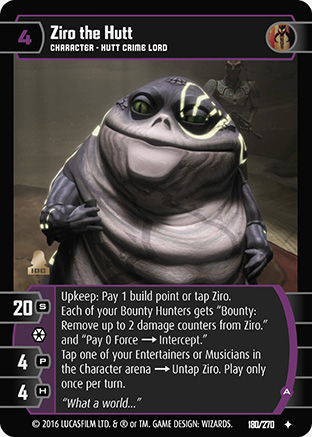 4
Ziro the Hutt
CHARACTER - HUTT CRIME LORD
IDC
20 S
4 P
4 H
Upkeep: Pay 1 build point or tap Ziro.
Each of your Bounty Hunters gets “Bounty:
Remove up to 2 damage counters from Ziro.”
and “Pay 0 Force → Intercept.”
Tap one of your Entertainers or Musicians in
the Character arena → Untap Ziro. Play only
once per turn.
“What a world...”
A
© 2016 LUCASFILM LTD. & ® or TM. GAME DESIGN: WIZARDS. 180/270